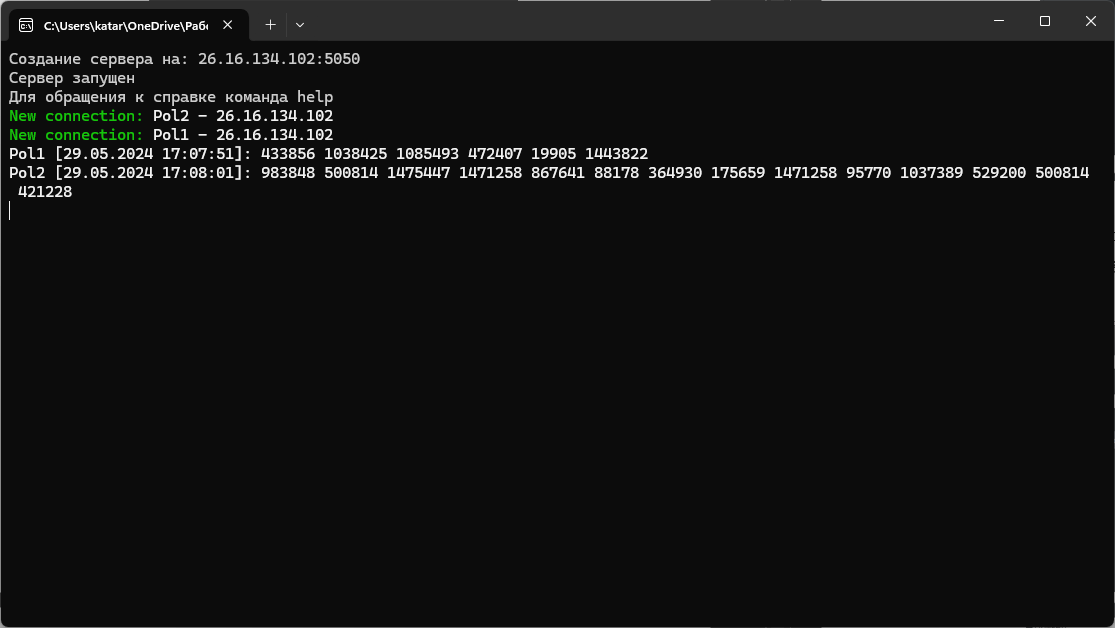 C:\Users\katar\OneDrive\Рабо
Создание сервера на: 26.16.134.102:5050
Сервер запущен
Для обращения к справке команда help
New connection: Pol2 - 26.16.134.102
New connection: Pol1 - 26.16.134.102
Pol1 [29.05.2024 17:07:51]: 433856 1038425 1085493 472407 19905 1443822
Pol2 [29.05.2024 17:08:01]: 983848 500814 1475447 1471258 867641 88178 364930 175659 1471258 95770 1037389 529200 500814
421228